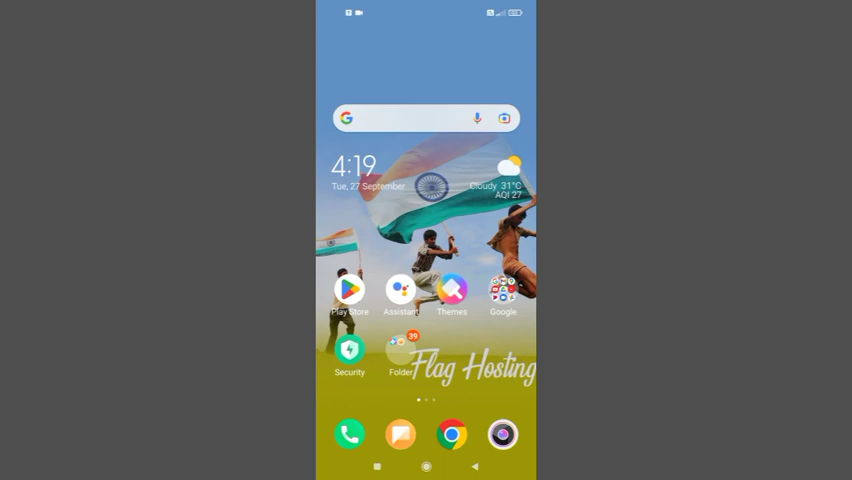 G
4:19
Tue, 27 September
Cloudy 31°C
AQI 27
Play Store
Assistant
Themes
Google
39
Security
Folder
Flag Hosting